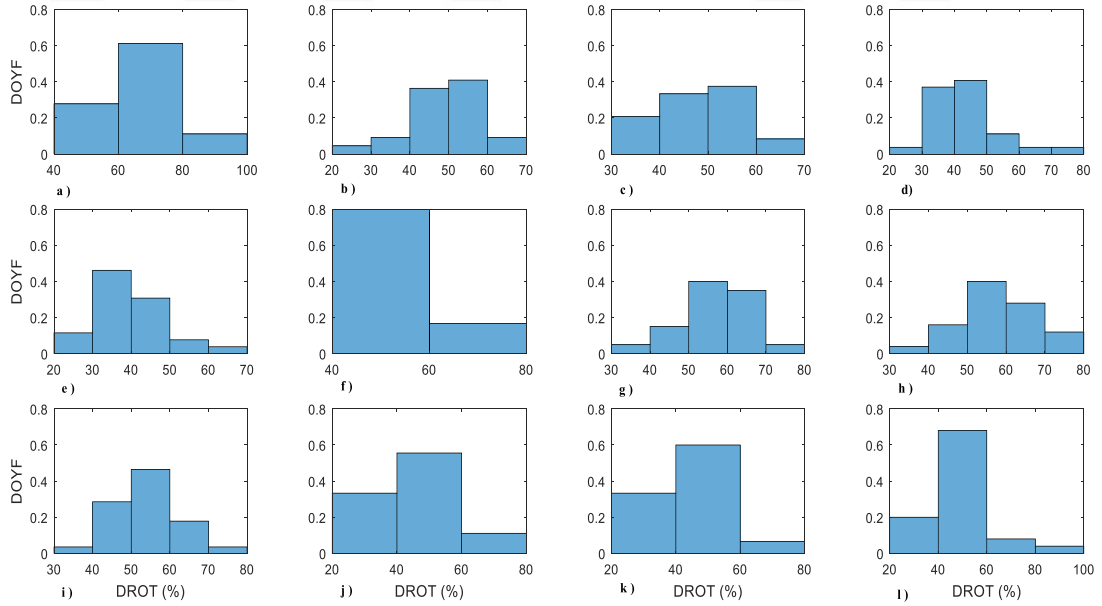 0.8 0.8 0.8 0.8
0.6 0.6 0.6 0.6
DOYF 0.4 0.4 0.4 0.4
0.2 0.2 0.2 0.2
0 0 0 0
40 60 80 100 20 30 40 50 60 70 30 40 50 60 70 20 30 40 50 60 70 80
a ) b ) c ) d)
0.8 0.8 0.8 0.8
0.6 0.6 0.6 0.6
DOYF 0.4 0.4 0.4 0.4
0.2 0.2 0.2 0.2
0 0 0 0
20 30 40 50 60 70 40 60 80 30 40 50 60 70 80 30 40 50 60 70 80
e ) f ) g ) h )
0.8 0.8 0.8 0.8
0.6 0.6 0.6 0.6
DOYF 0.4 0.4 0.4 0.4
0.2 0.2 0.2 0.2
0 0 0 0
30 40 50 60 70 80 20 40 60 80 20 40 60 80 20 40 60 80 100
i ) DROT (%) j ) DROT (%) k ) DROT (%) l ) DROT (%)